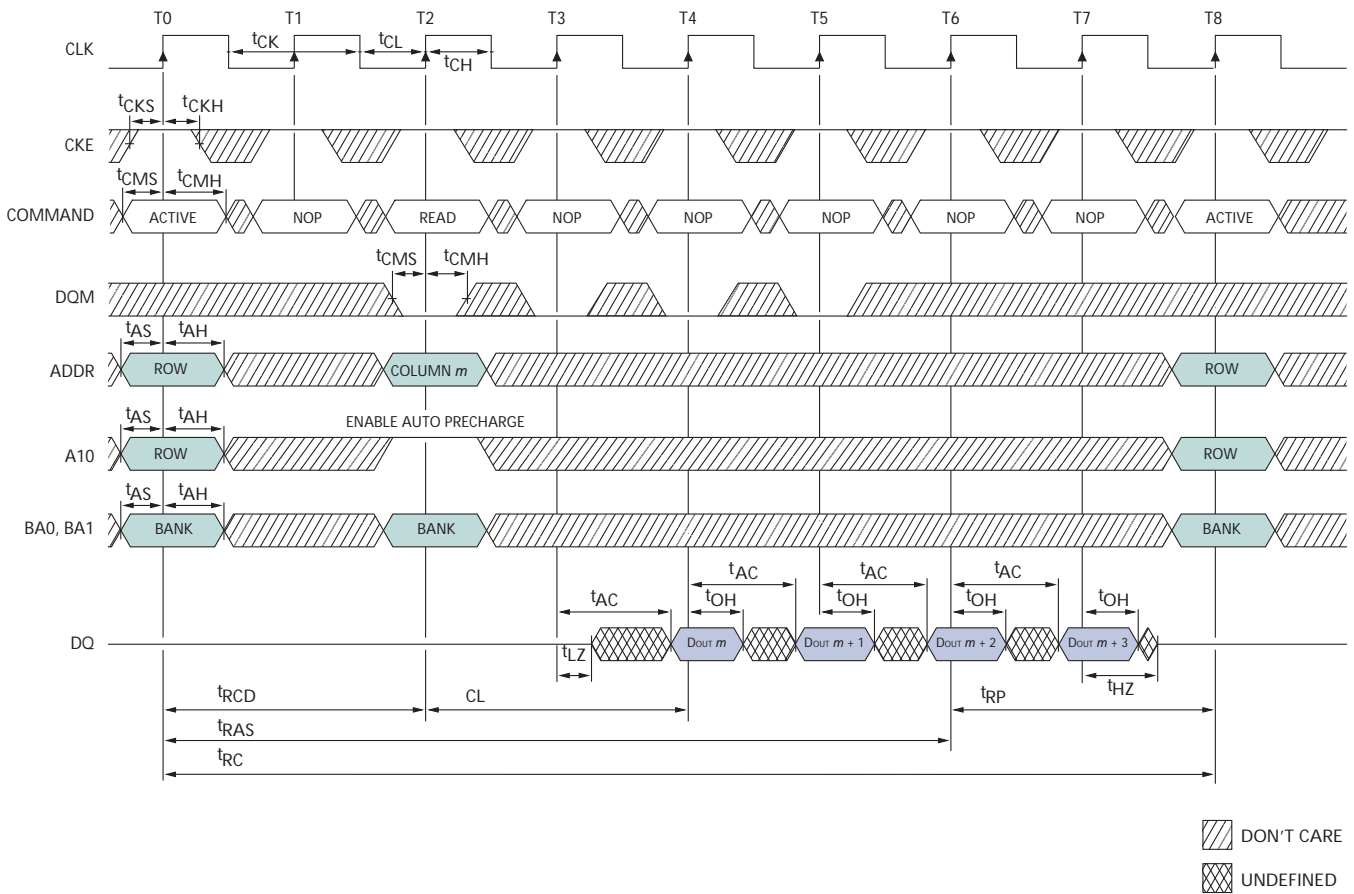 T0 T1 T2 T3 T4 T5 T6 T7 T8
CLK
tCK tCL
tCH
tCKS tCKH
CKE
tCMS tCMH
COMMAND ACTIVE NOP READ NOP NOP NOP NOP NOP ACTIVE
tCMS tCMH
DQM
tAS tAH
ADDR ROW COLUMN m ROW
tAS tAH ENABLE AUTO PRECHARGE
A10 ROW ROW
tAS tAH
BA0, BA1 BANK BANK BANK
tAC tAC tAC
tAC tOH tOH tOH tOH
DQ DOUT m DOUT m + 1 DOUT m + 2 DOUT m + 3
tLZ tHZ
tRCD CL tRP
tRAS
tRC
DON'T CARE
UNDEFINED